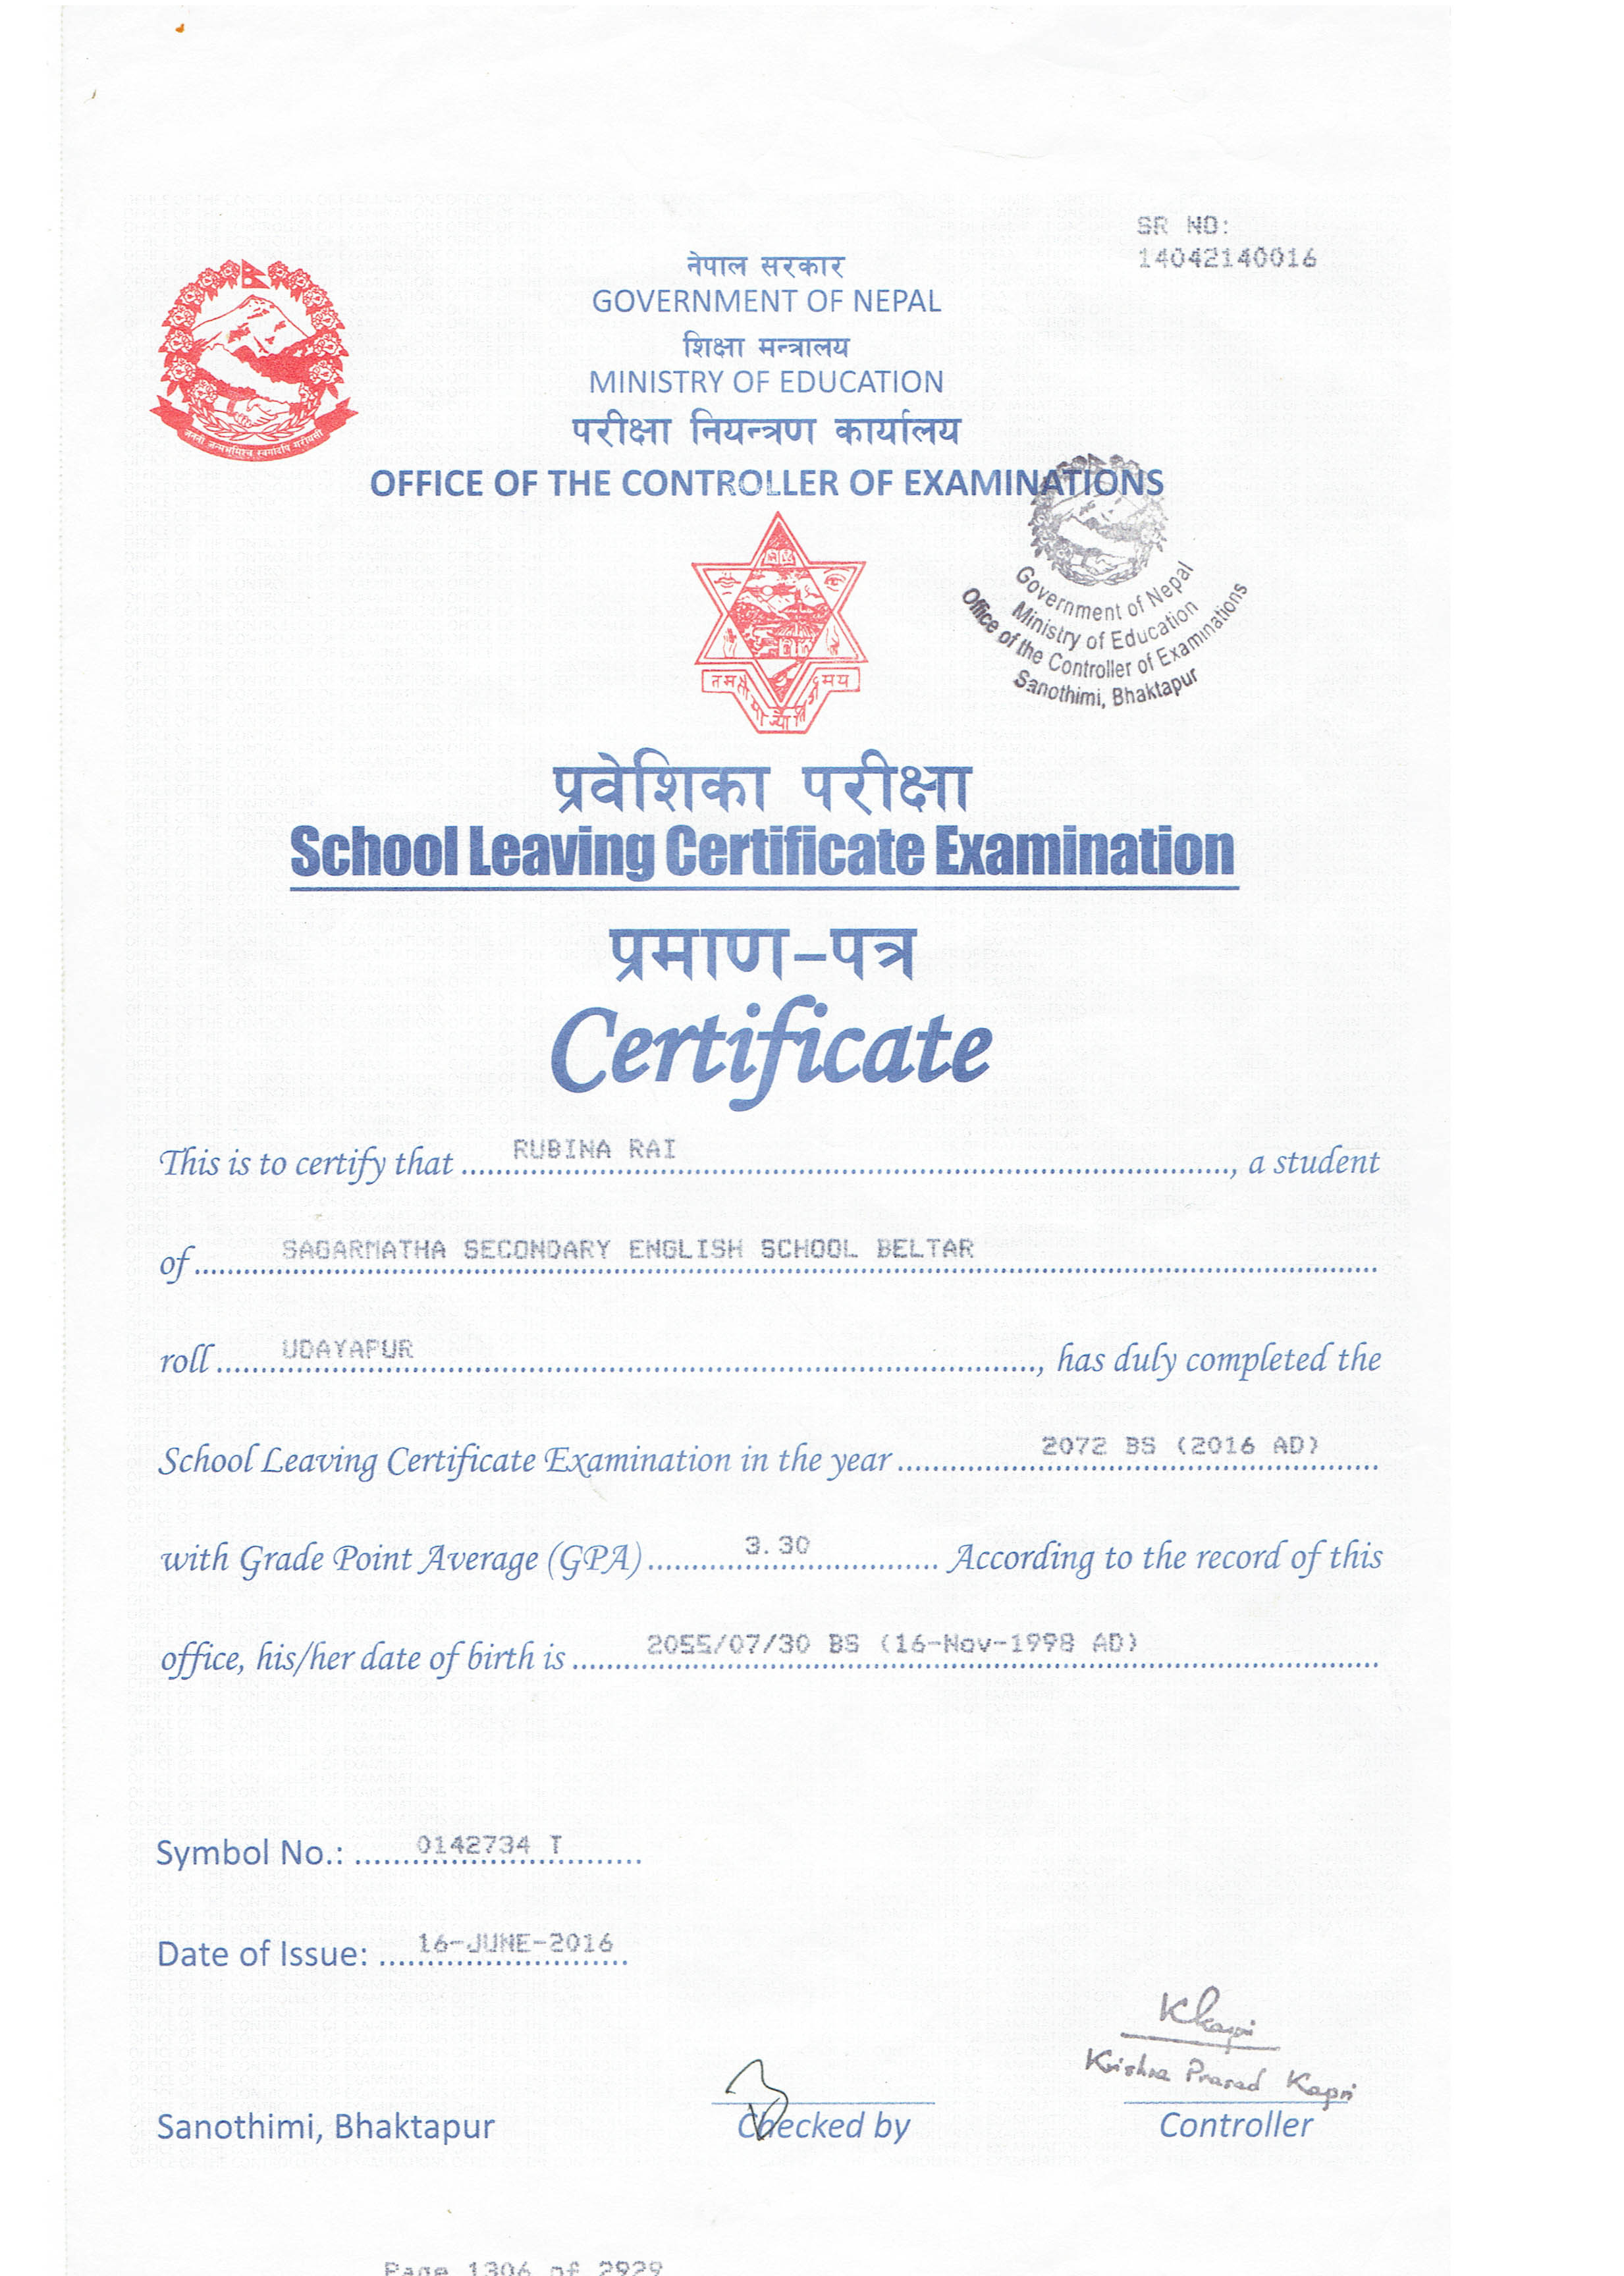 SR NO:
14042140016
नेपाल सरकार
GOVERNMENT OF NEPAL
शिक्षा मन्त्रालय
MINISTRY OF EDUCATION
परीक्षा नियन्त्रण कार्यालय
OFFICE OF THE CONTROLLER OF EXAMINATIONS
जननी जन्मभूमिश्च स्वर्गादपि गरीयसी
Government of Nepal
Ministry of Education
Office of the Controller of Examinations
Sanothimi, Bhaktapur
प्रवेशिका परीक्षा
School Leaving Certificate Examination
प्रमाण-पत्र
Certificate
This is to certify that RUBINA RAI, a student
of SAGARMATHA SECONDARY ENGLISH SCHOOL BELTAR
roll UDAYAPUR, has duly completed the
School Leaving Certificate Examination in the year 2072 BS (2016 AD)
with Grade Point Average (GPA) 3.30 According to the record of this
office, his/her date of birth is 2055/07/30 BS (16-Nov-1998 AD)
Symbol No.: 0142734 T
Date of Issue: 16-JUNE-2016
Kkapri
Krishna Prasad Kapri
Sanothimi, Bhaktapur Checked by Controller
Page 1306 of 2929